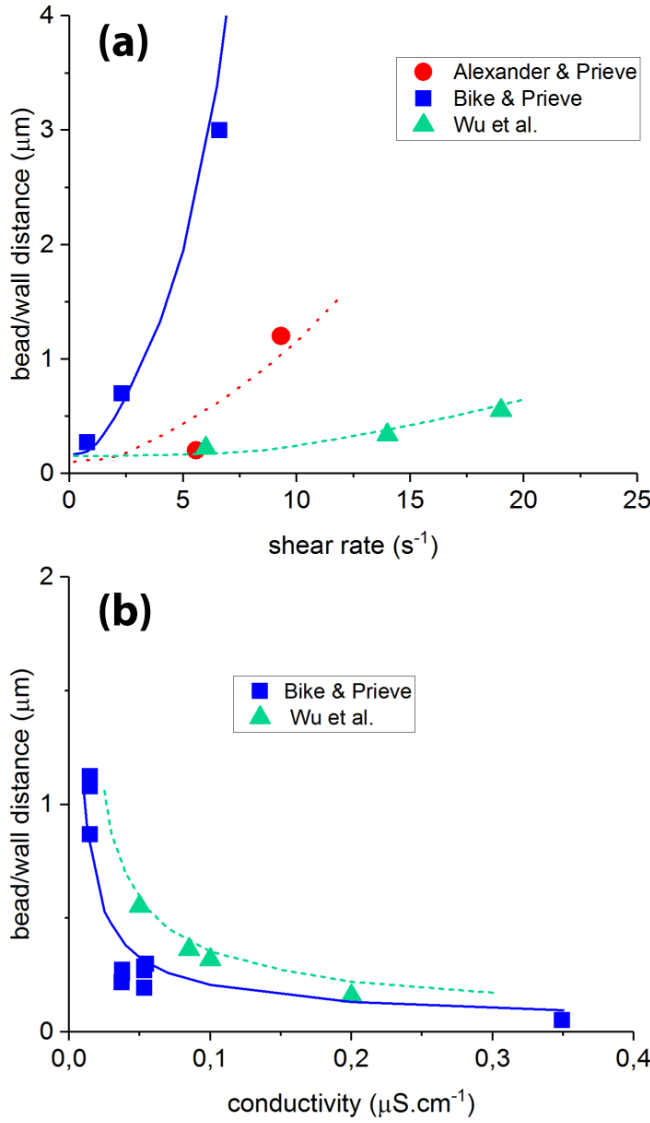 (a)
Alexander & Prieve
Bike & Prieve
Wu et al.
4
3
2
1
0
bead/wall distance (μm)
0 5 10 15 20 25
shear rate (s⁻¹)
(b)
Bike & Prieve
Wu et al.
2
1
0
bead/wall distance (μm)
0,0 0,1 0,2 0,3 0,4
conductivity (μS.cm⁻¹)